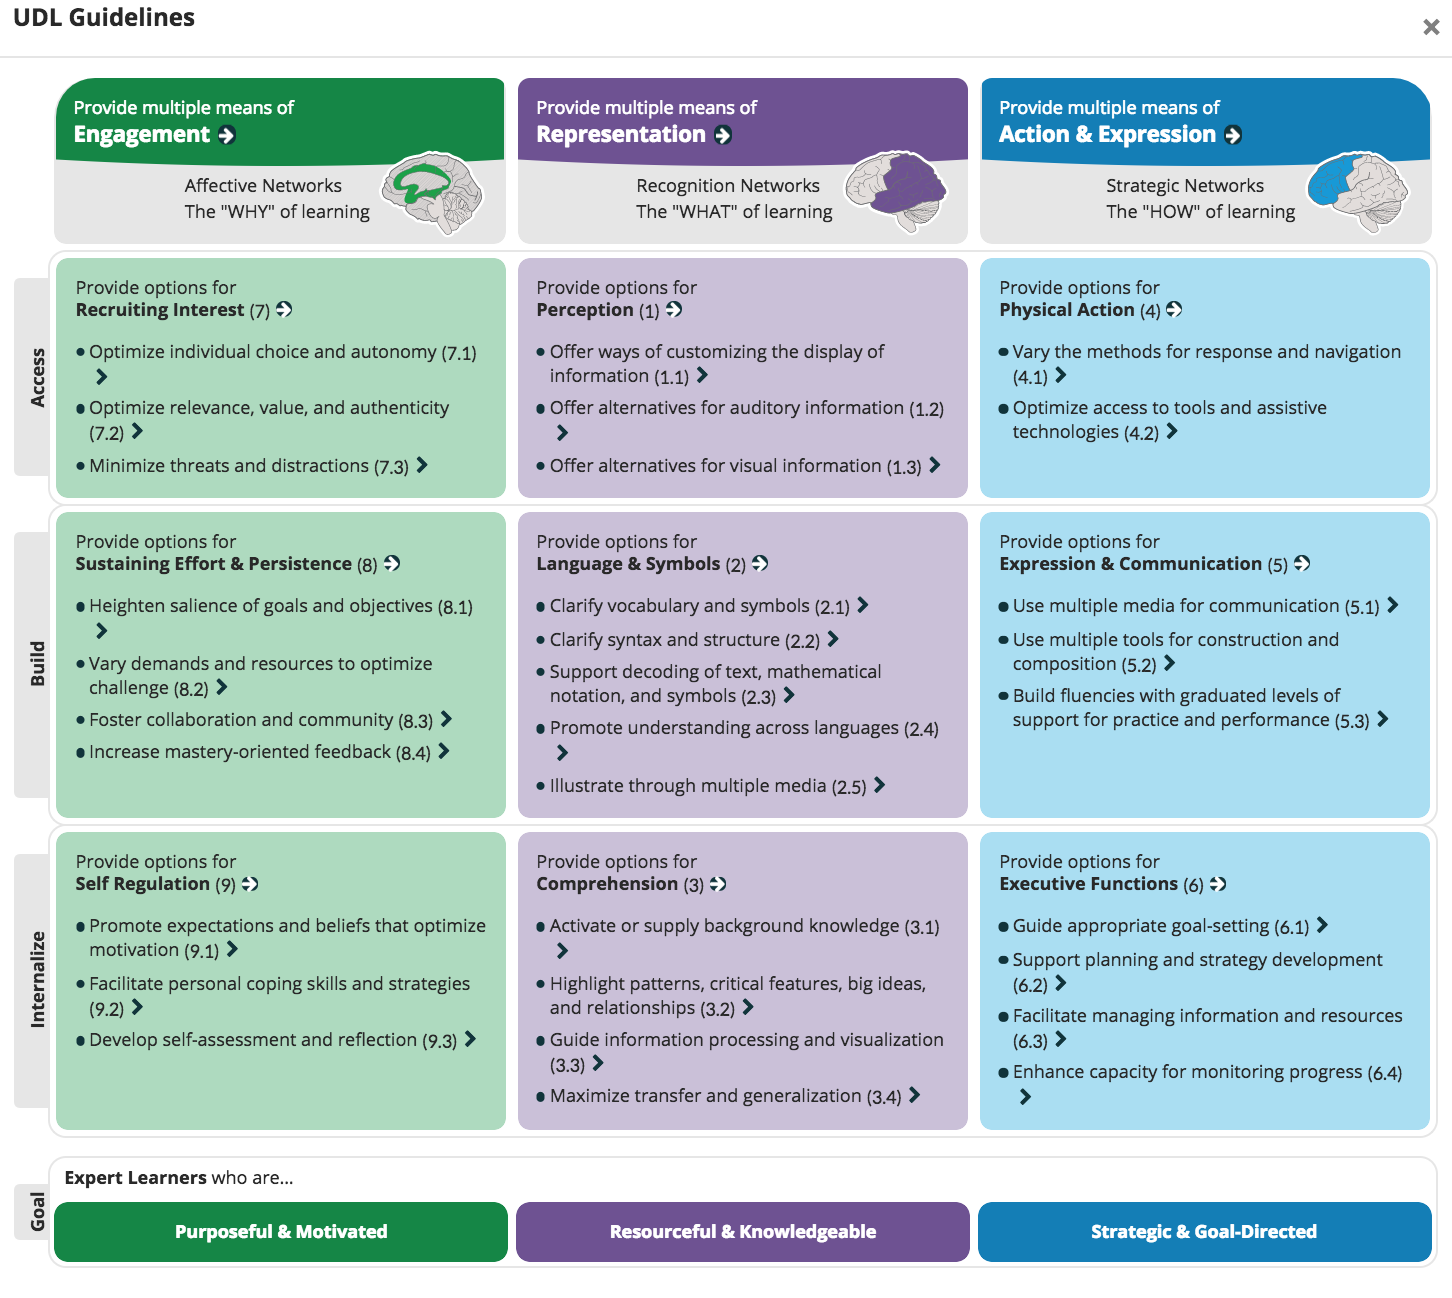 UDL Guidelines
Provide multiple means of
Engagement
Affective Networks
The "WHY" of learning
Provide multiple means of
Representation
Recognition Networks
The "WHAT" of learning
Provide multiple means of
Action & Expression
Strategic Networks
The "HOW" of learning
Access
Provide options for
Recruiting Interest (7)
• Optimize individual choice and autonomy (7.1)
• Optimize relevance, value, and authenticity
(7.2)
• Minimize threats and distractions (7.3)
Provide options for
Perception (1)
• Offer ways of customizing the display of
information (1.1)
• Offer alternatives for auditory information (1.2)
• Offer alternatives for visual information (1.3)
Provide options for
Physical Action (4)
• Vary the methods for response and navigation
(4.1)
• Optimize access to tools and assistive
technologies (4.2)
Build
Provide options for
Sustaining Effort & Persistence (8)
• Heighten salience of goals and objectives (8.1)
• Vary demands and resources to optimize
challenge (8.2)
• Foster collaboration and community (8.3)
• Increase mastery-oriented feedback (8.4)
Provide options for
Language & Symbols (2)
• Clarify vocabulary and symbols (2.1)
• Clarify syntax and structure (2.2)
• Support decoding of text, mathematical
notation, and symbols (2.3)
• Promote understanding across languages (2.4)
• Illustrate through multiple media (2.5)
Provide options for
Expression & Communication (5)
• Use multiple media for communication (5.1)
• Use multiple tools for construction and
composition (5.2)
• Build fluencies with graduated levels of
support for practice and performance (5.3)
Internalize
Provide options for
Self Regulation (9)
• Promote expectations and beliefs that optimize
motivation (9.1)
• Facilitate personal coping skills and strategies
(9.2)
• Develop self-assessment and reflection (9.3)
Provide options for
Comprehension (3)
• Activate or supply background knowledge (3.1)
• Highlight patterns, critical features, big ideas,
and relationships (3.2)
• Guide information processing and visualization
(3.3)
• Maximize transfer and generalization (3.4)
Provide options for
Executive Functions (6)
• Guide appropriate goal-setting (6.1)
• Support planning and strategy development
(6.2)
• Facilitate managing information and resources
(6.3)
• Enhance capacity for monitoring progress (6.4)
Goal
Expert Learners who are...
Purposeful & Motivated
Resourceful & Knowledgeable
Strategic & Goal-Directed